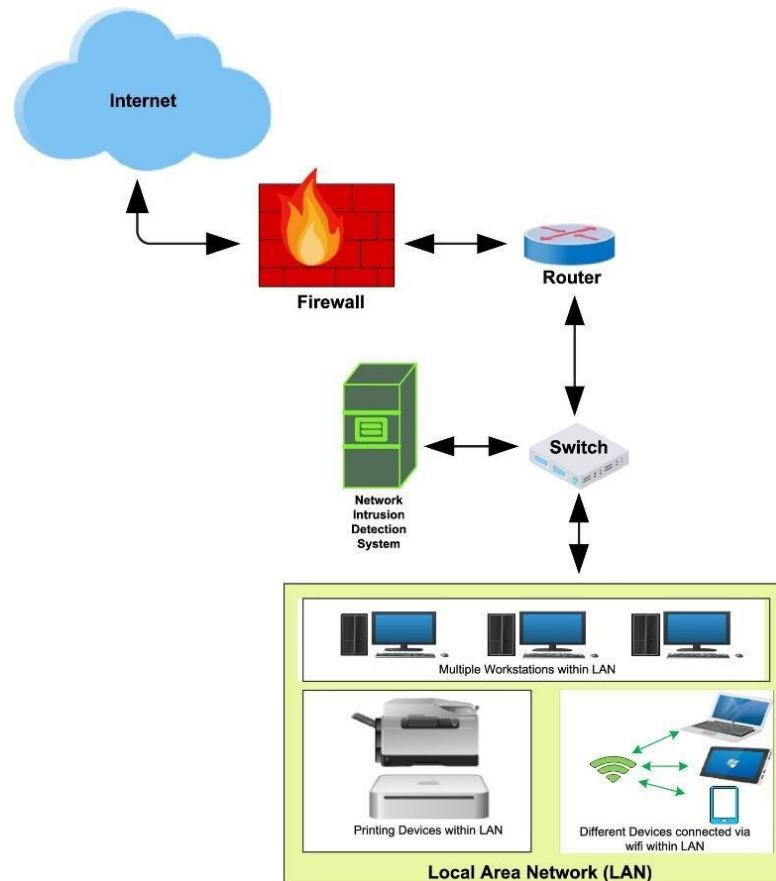 Internet
Firewall
Router
Switch
Network
Intrusion
Detection
System
Multiple Workstations within LAN
Printing Devices within LAN
Different Devices connected via
wifi within LAN
Local Area Network (LAN)